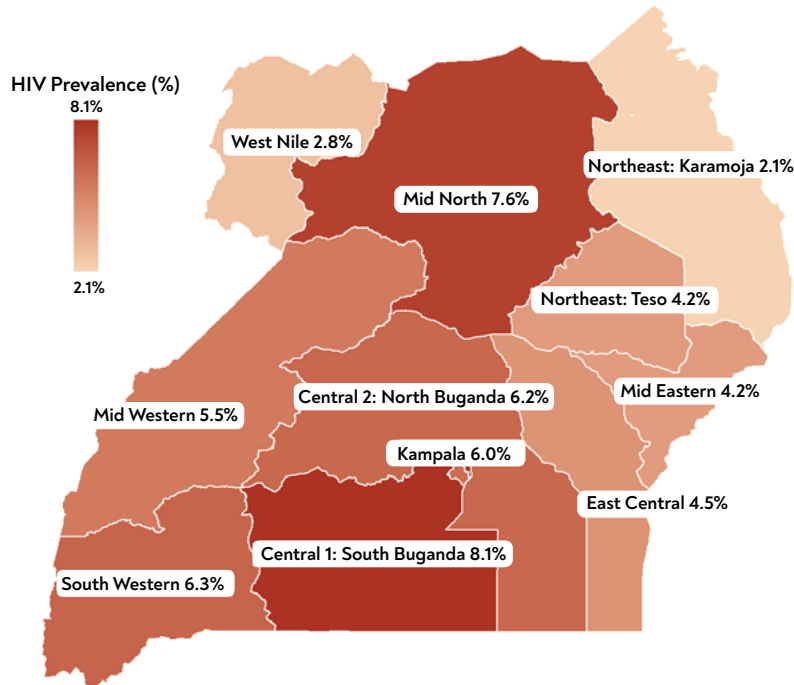 HIV Prevalence (%)
8.1%
2.1%
West Nile 2.8%
Northeast: Karamoja 2.1%
Mid North 7.6%
Northeast: Teso 4.2%
Mid Eastern 4.2%
Central 2: North Buganda 6.2%
Mid Western 5.5%
Kampala 6.0%
East Central 4.5%
Central 1: South Buganda 8.1%
South Western 6.3%